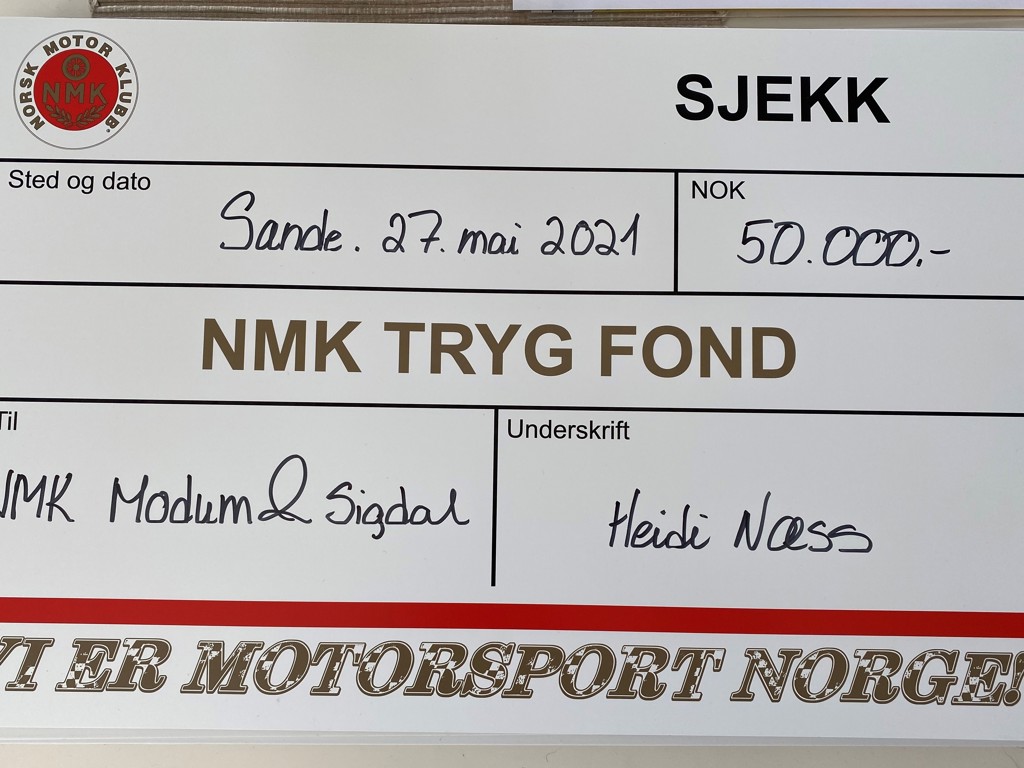 NORSK MOTOR KLUBB
NMK
SJEKK
Sted og dato
Sande. 27. mai 2021
NOK
50.000.-
NMK TRYG FOND
Til
NMK Modum & Sigdal
Underskrift
Heidi Næss
VI ER MOTORSPORT NORGE!